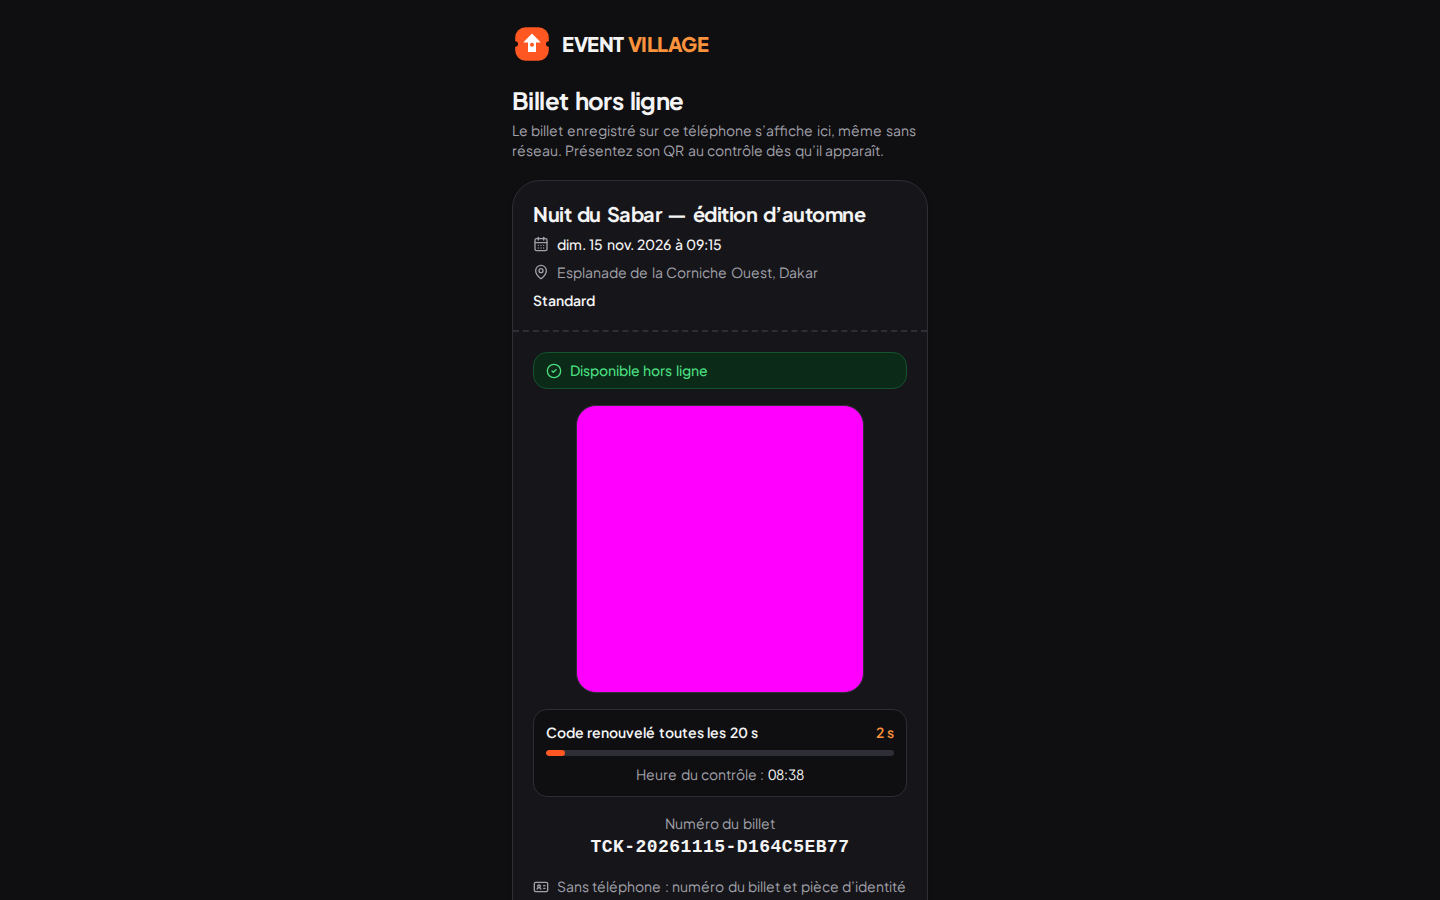 EVENT VILLAGE
Billet hors ligne
Le billet enregistré sur ce téléphone s’affiche ici, même sans
réseau. Présentez son QR au contrôle dès qu’il apparaît.
Nuit du Sabar — édition d’automne
dim. 15 nov. 2026 à 09:15
Esplanade de la Corniche Ouest, Dakar
Standard
Disponible hors ligne
Code renouvelé toutes les 20 s 2 s
Heure du contrôle : 08:38
Numéro du billet
TCK-20261115-D164C5EB77
Sans téléphone : numéro du billet et pièce d’identité